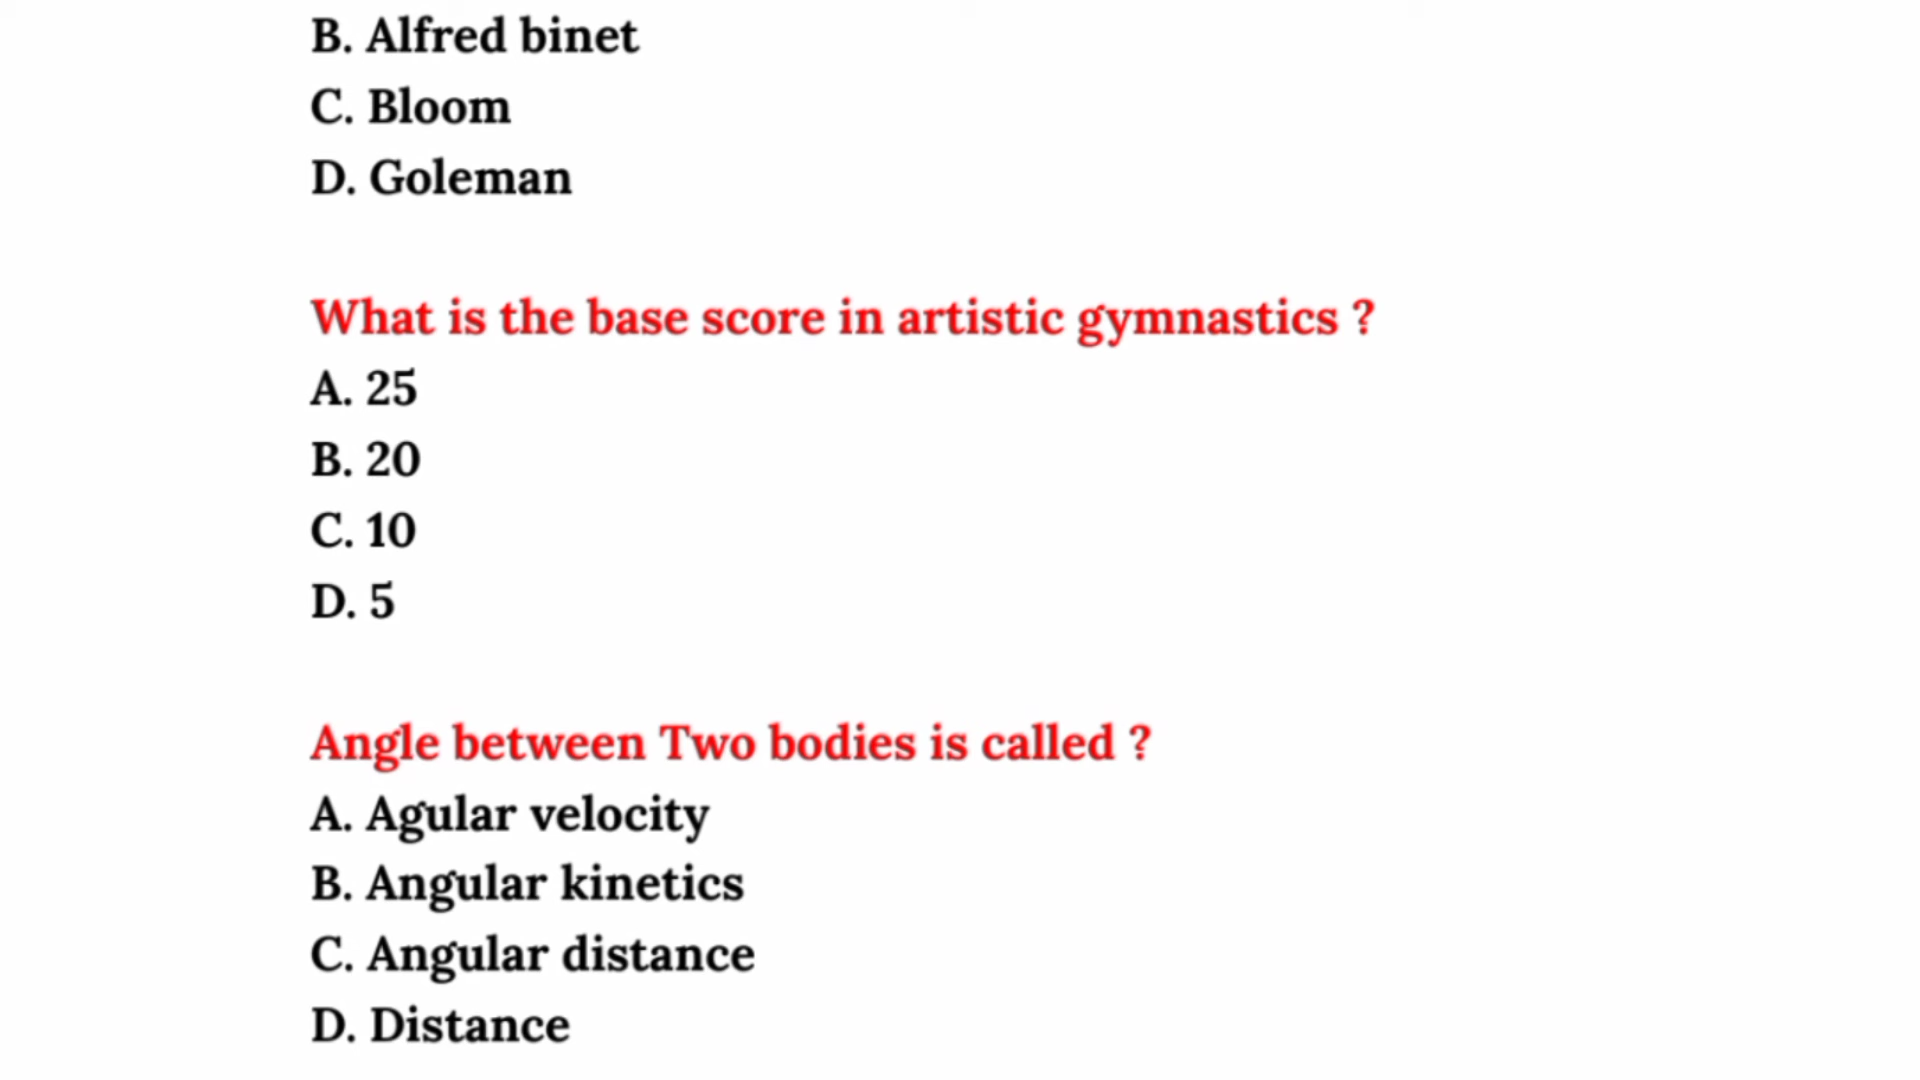 B. Alfred binet
C. Bloom
D. Goleman
What is the base score in artistic gymnastics ?
A. 25
B. 20
C. 10
D. 5
Angle between Two bodies is called ?
A. Agular velocity
B. Angular kinetics
C. Angular distance
D. Distance